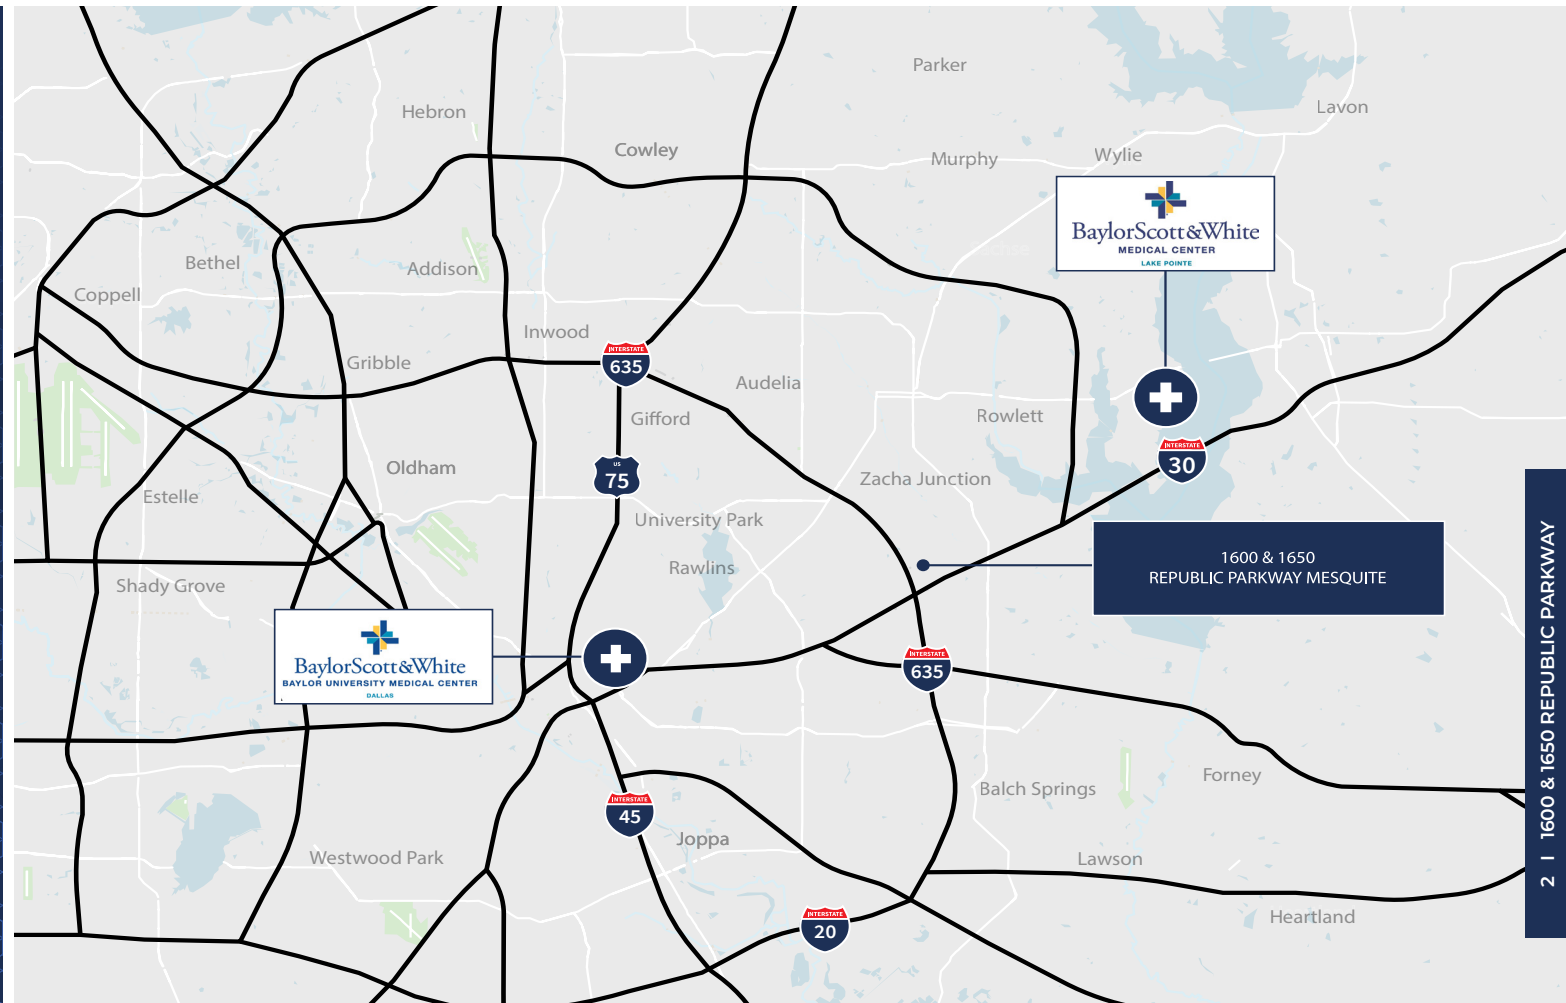 Parker
Lavon
Hebron
Cowley
Murphy
Wylie
BaylorScott&White
MEDICAL CENTER
LAKE POINTE
Sachse
Bethel
Addison
Coppell
Inwood
INTERSTATE
635
Gribble
Audelia
Gifford
Rowlett
INTERSTATE
30
Oldham
US
75
Zacha Junction
Estelle
University Park
1600 & 1650
REPUBLIC PARKWAY MESQUITE
Rawlins
Shady Grove
BaylorScott&White
BAYLOR UNIVERSITY MEDICAL CENTER
DALLAS
INTERSTATE
635
Forney
Balch Springs
INTERSTATE
45
Joppa
Westwood Park
Lawson
Heartland
INTERSTATE
20
2 I 1600 & 1650 REPUBLIC PARKWAY